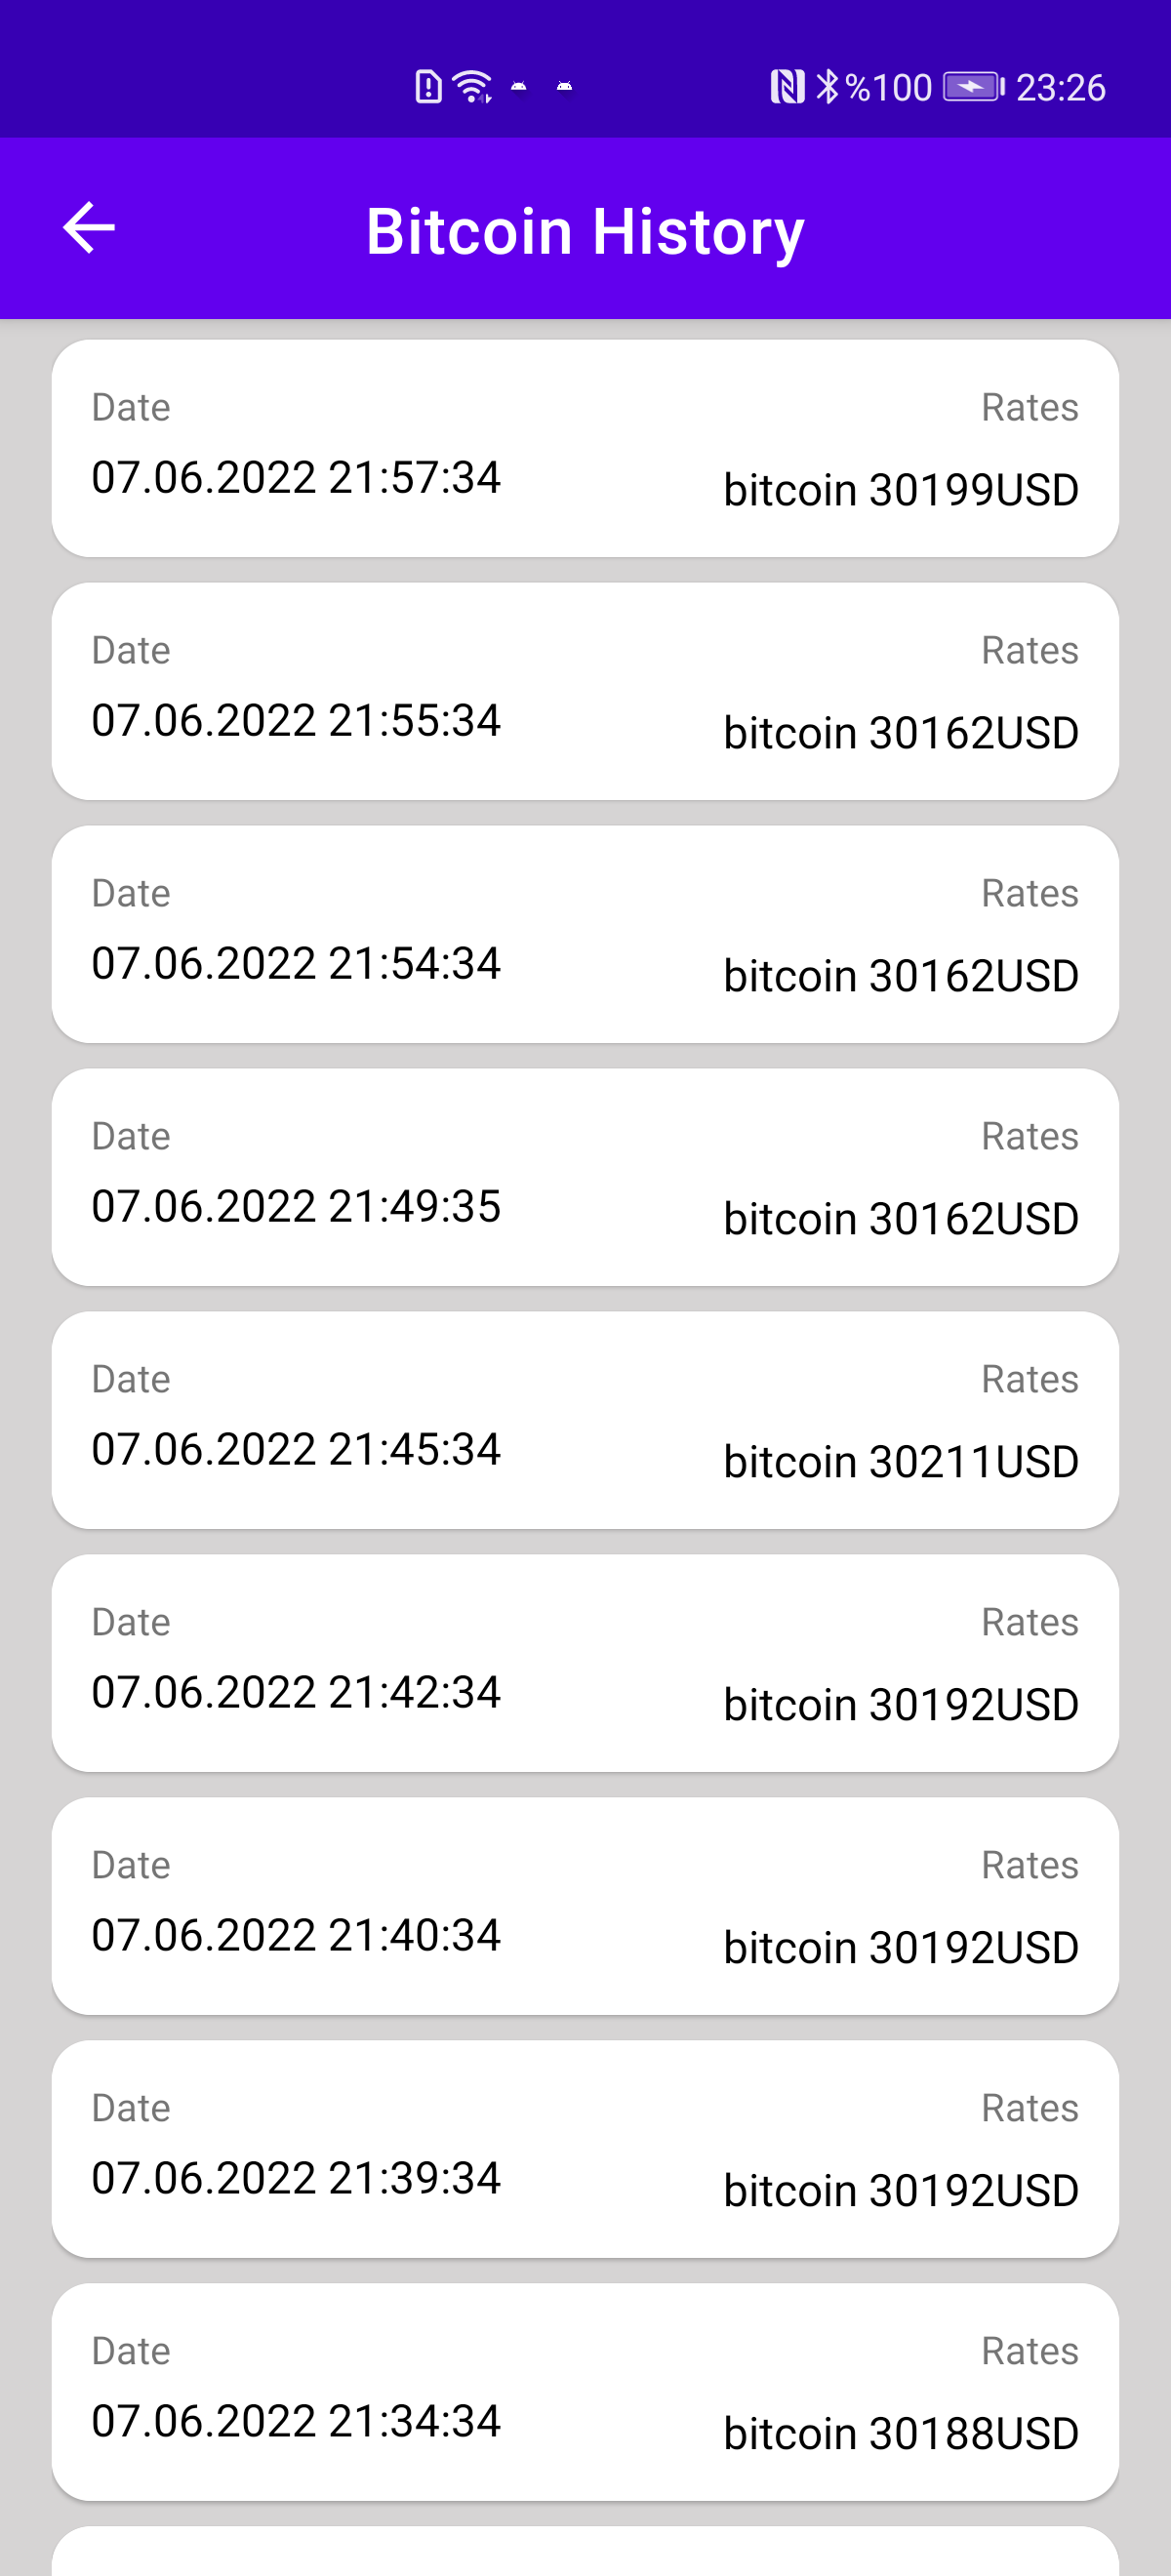 %100 23:26
Bitcoin History
Date Rates
07.06.2022 21:57:34 bitcoin 30199USD
Date Rates
07.06.2022 21:55:34 bitcoin 30162USD
Date Rates
07.06.2022 21:54:34 bitcoin 30162USD
Date Rates
07.06.2022 21:49:35 bitcoin 30162USD
Date Rates
07.06.2022 21:45:34 bitcoin 30211USD
Date Rates
07.06.2022 21:42:34 bitcoin 30192USD
Date Rates
07.06.2022 21:40:34 bitcoin 30192USD
Date Rates
07.06.2022 21:39:34 bitcoin 30192USD
Date Rates
07.06.2022 21:34:34 bitcoin 30188USD